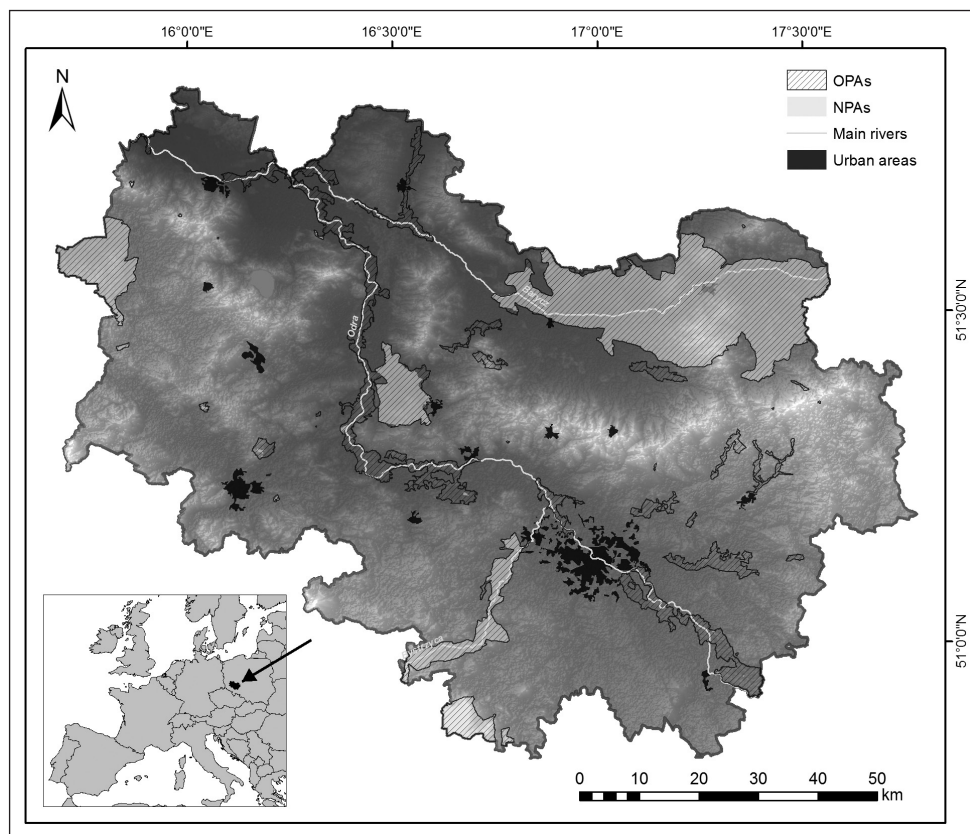 16°0'0"E 16°30'0"E 17°0'0"E 17°30'0"E
N
OPAs
NPAs
Main rivers
Urban areas
51°30'0"N
Barycz
Odra
51°0'0"N
0 10 20 30 40 50
km